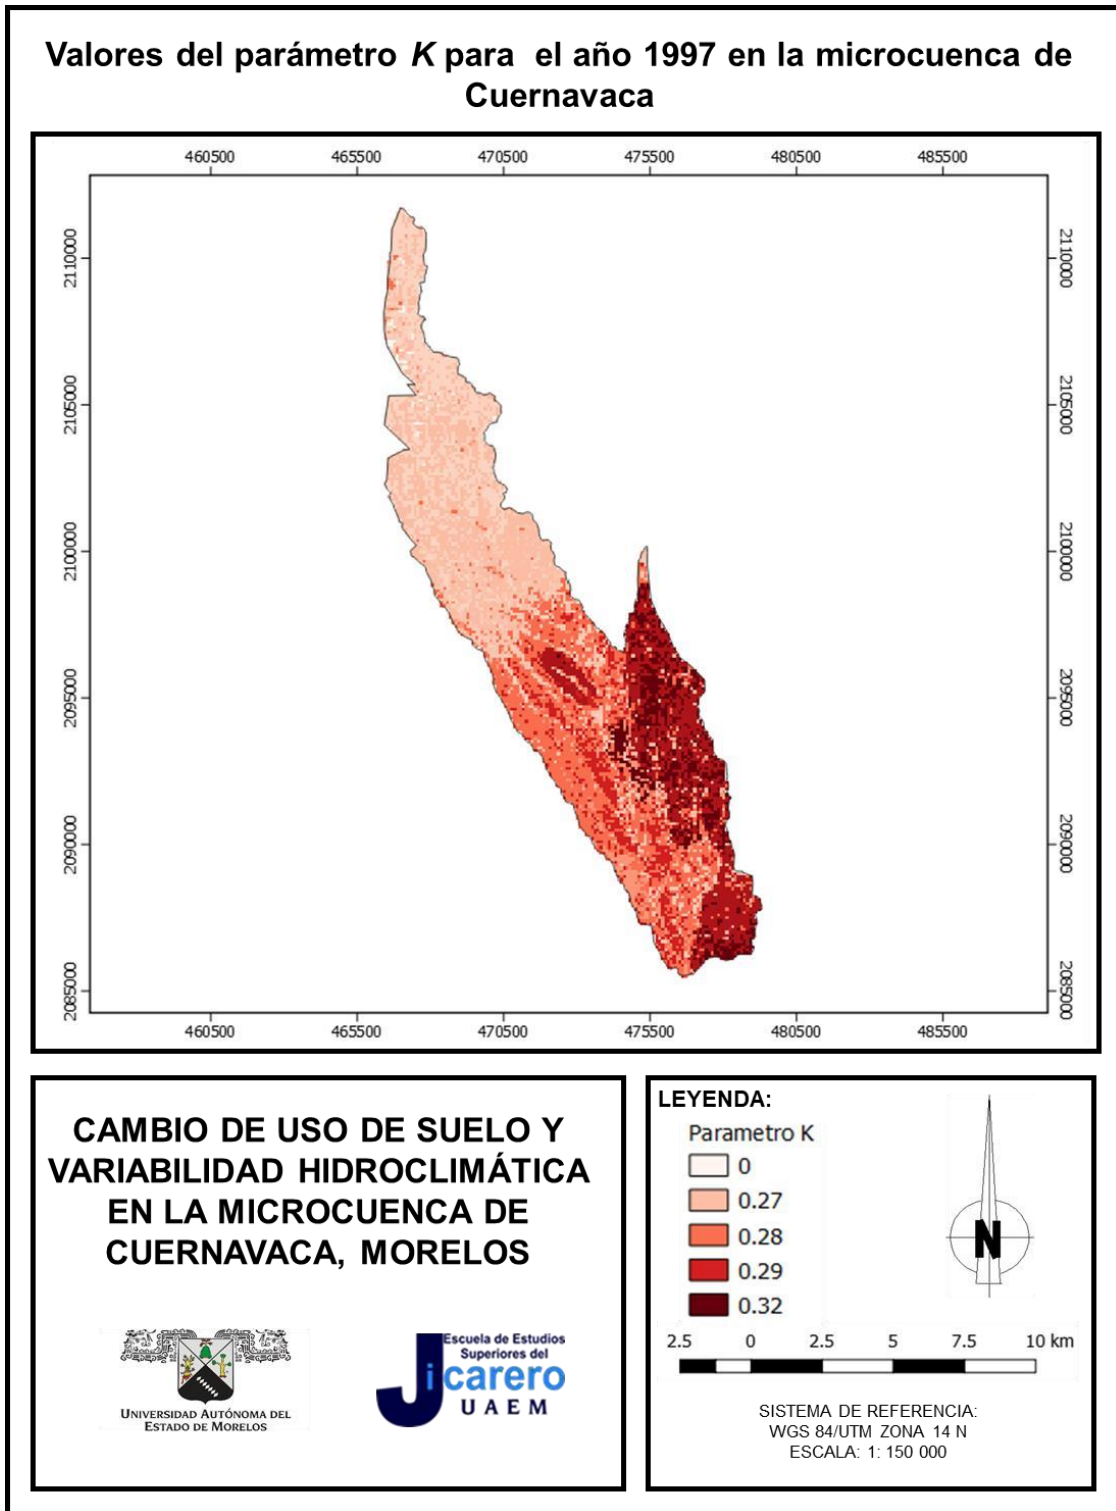 Valores del parámetro K para  el año 1997 en la microcuenca de
Cuernavaca
460500 465500 470500 475500 480500 485500
2110000 2110000
2105000 2105000
2100000 2100000
2095000 2095000
2090000 2090000
2085000 2085000
460500 465500 470500 475500 480500 485500
CAMBIO DE USO DE SUELO Y
VARIABILIDAD HIDROCLIMÁTICA
EN LA MICROCUENCA DE
CUERNAVACA, MORELOS
UNIVERSIDAD AUTÓNOMA DEL
ESTADO DE MORELOS
Escuela de Estudios
Superiores del
Jicarero
UAEM
LEYENDA:
Parametro K
0
0.27
0.28
0.29
0.32
N
2.5 0 2.5 5 7.5 10 km
SISTEMA DE REFERENCIA:
WGS 84/UTM ZONA 14 N
ESCALA: 1: 150 000